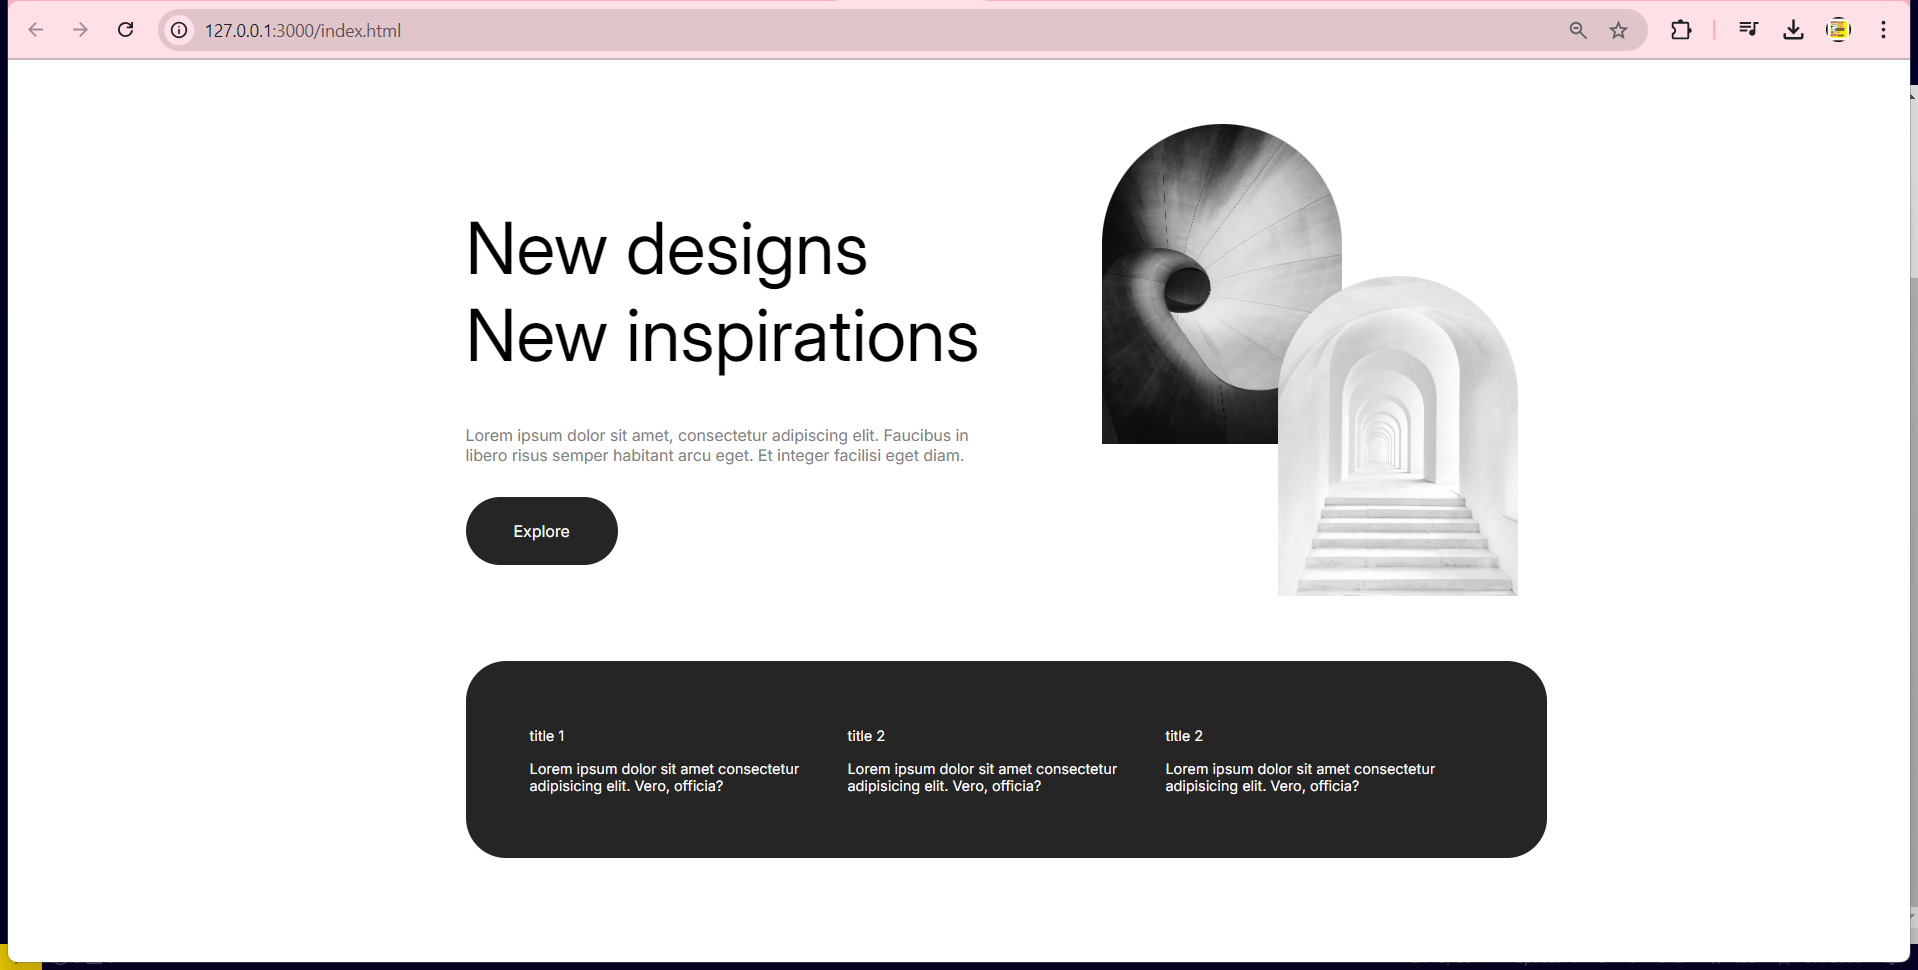 127.0.0.1:3000/index.html
New designs
New inspirations
Lorem ipsum dolor sit amet, consectetur adipiscing elit. Faucibus in
libero risus semper habitant arcu eget. Et integer facilisi eget diam.
Explore
title 1
Lorem ipsum dolor sit amet consectetur
adipisicing elit. Vero, officia?
title 2
Lorem ipsum dolor sit amet consectetur
adipisicing elit. Vero, officia?
title 2
Lorem ipsum dolor sit amet consectetur
adipisicing elit. Vero, officia?